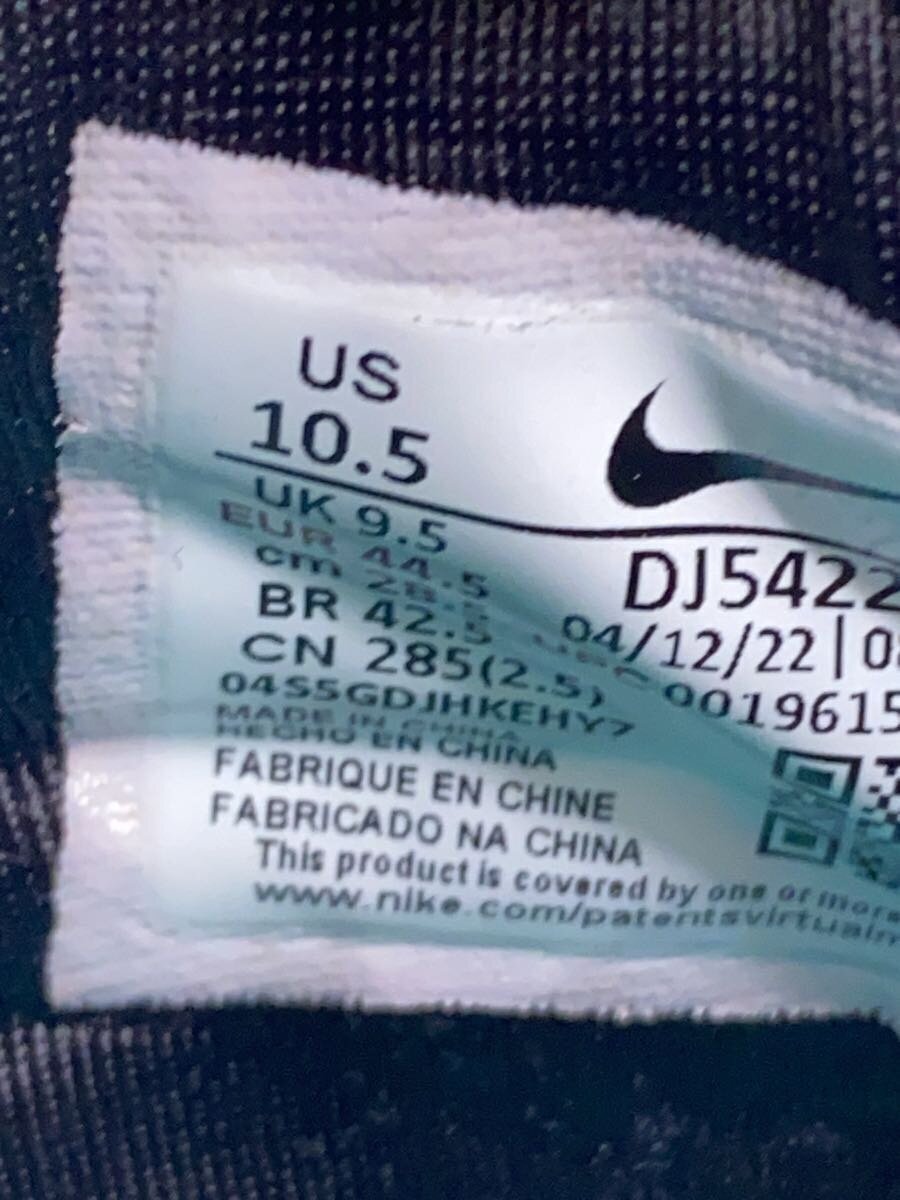 US
10.5
UK 9.5
EUR 44.5
cm 28.5
BR 42.5
CN 285(2.5)
04S5GDJHKEHY7
MADE IN CHINA
HECHO EN CHINA
FABRIQUE EN CHINE
FABRICADO NA CHINA
This product is covered by one or more
www.nike.com/patentsvirtualm
DJ5422
04/12/22 | 08
0019615